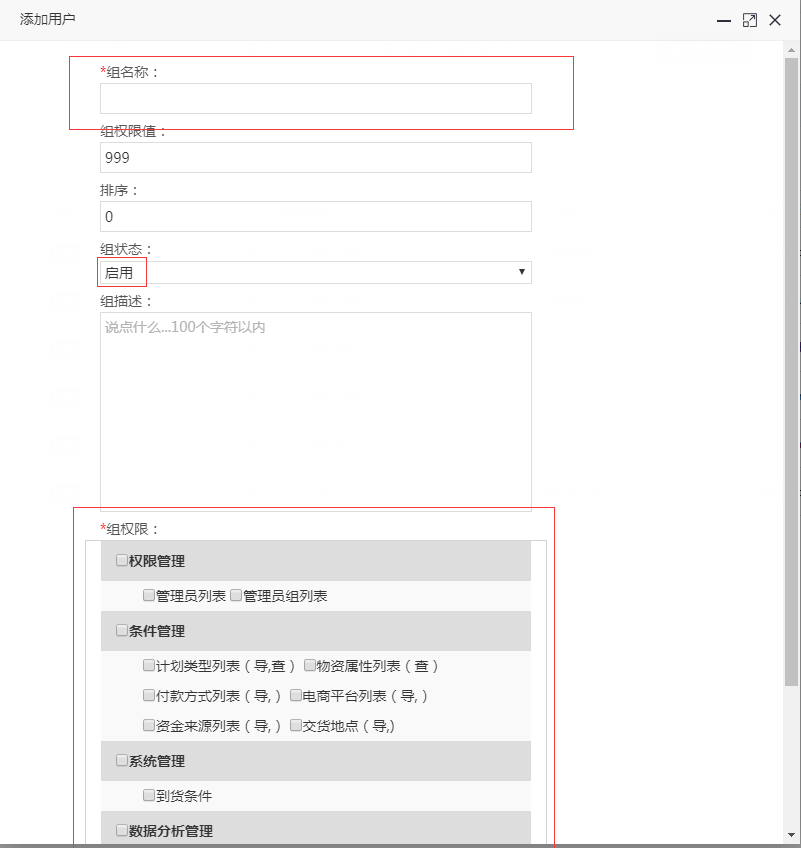 添加用户
*组名称：
组权限值：
999
排序：
0
组状态：
启用
组描述：
说点什么...100个字符以内
*组权限：
权限管理
管理员列表 管理员组列表
条件管理
计划类型列表（导,查） 物资属性列表（查）
付款方式列表（导,） 电商平台列表（导,）
资金来源列表（导,） 交货地点（导,)
系统管理
到货条件
数据分析管理